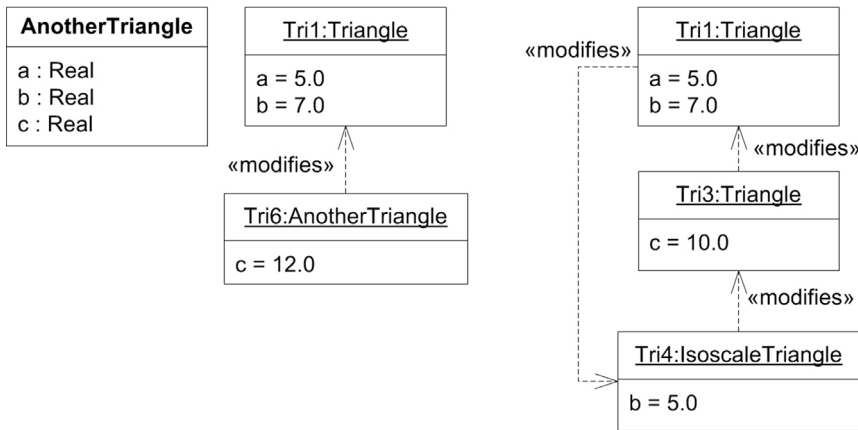 AnotherTriangle
a : Real
b : Real
c : Real
Tri1:Triangle
a = 5.0
b = 7.0
«modifies»
Tri6:AnotherTriangle
c = 12.0
«modifies»
Tri1:Triangle
a = 5.0
b = 7.0
«modifies»
Tri3:Triangle
c = 10.0
«modifies»
Tri4:IsoscaleTriangle
b = 5.0